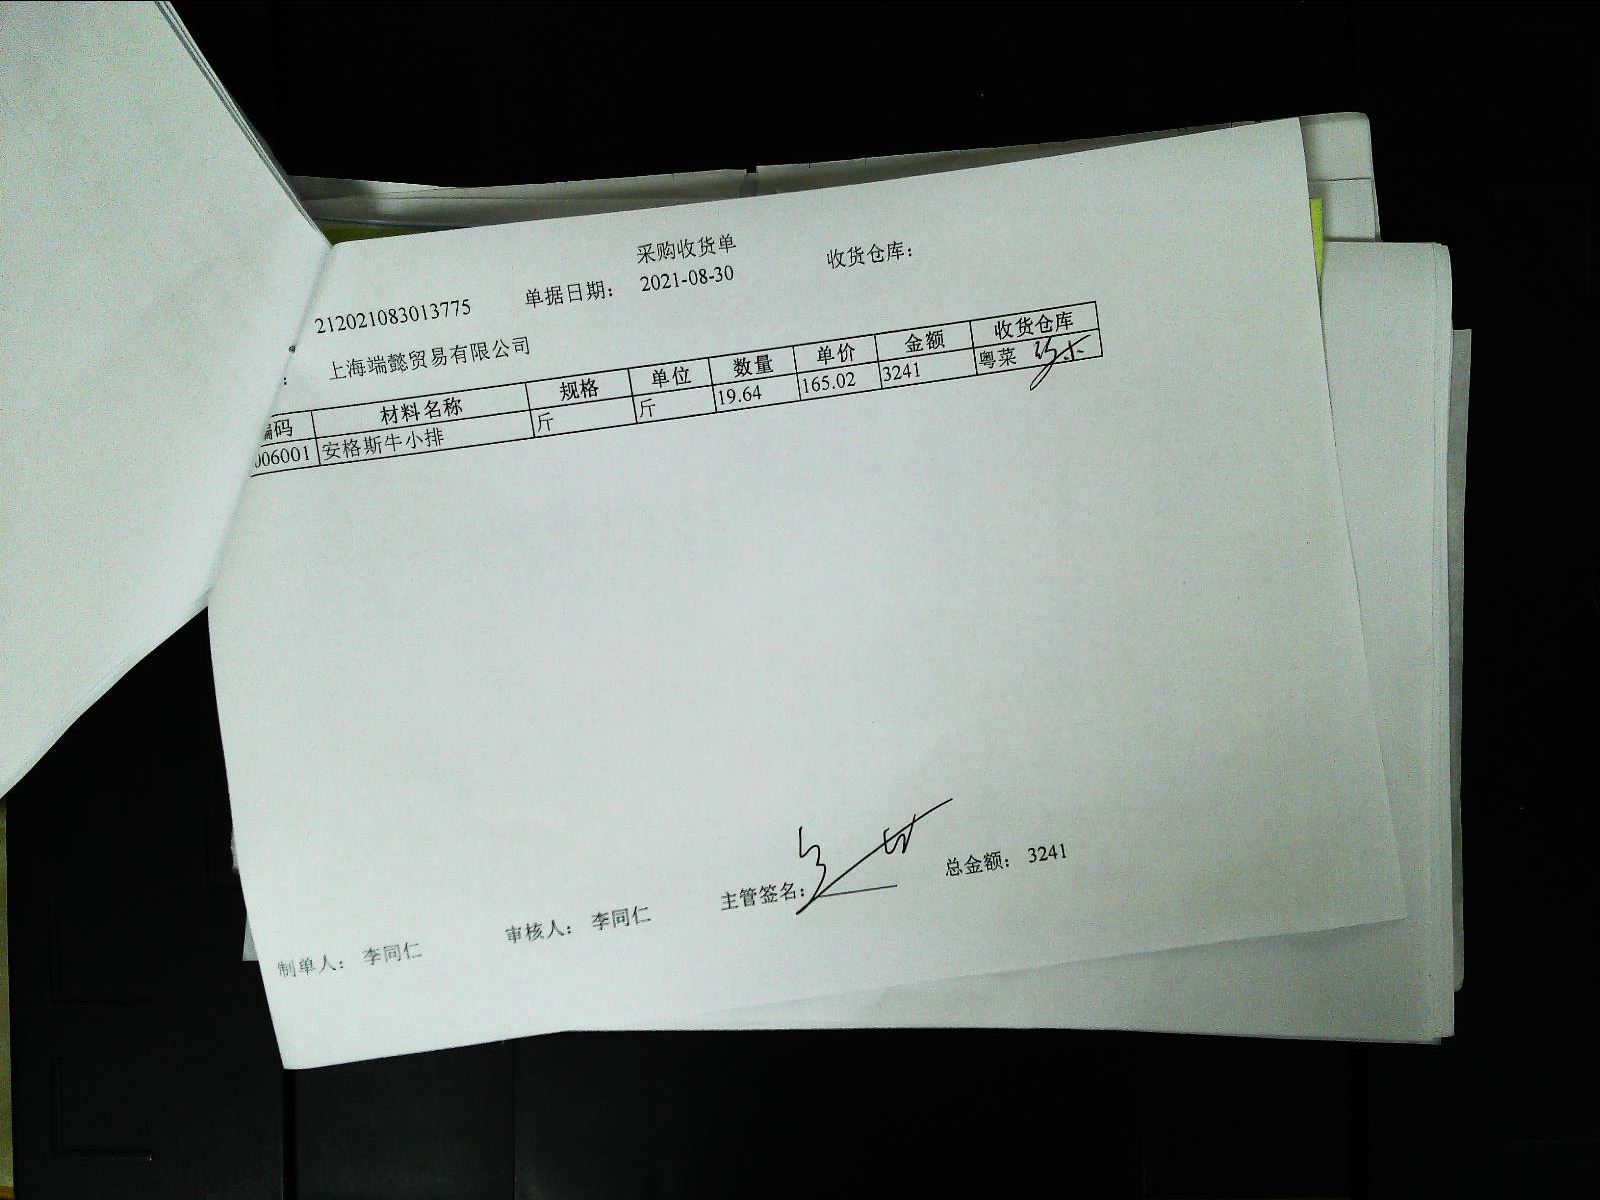 采购收货单
212021083013775 单据日期： 2021-08-30 收货仓库：
： 上海端懿贸易有限公司
编码 材料名称 规格 单位 数量 单价 金额 收货仓库
006001 安格斯牛小排 斤 斤 19.64 165.02 3241 粤菜
制单人： 李同仁 审核人： 李同仁 主管签名： 总金额： 3241